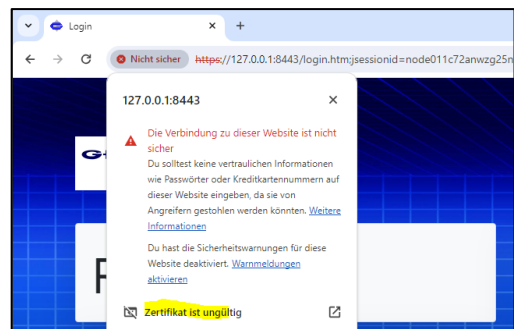 Login
Nicht sicher https://127.0.0.1:8443/login.htm;jsessionid=node011c72anwzg25n
127.0.0.1:8443
Die Verbindung zu dieser Website ist nicht
sicher
Du solltest keine vertraulichen Informationen
wie Passwörter oder Kreditkartennummern auf
dieser Website eingeben, da sie von
Angreifern gestohlen werden könnten. Weitere
Informationen
Du hast die Sicherheitswarnungen für diese
Website deaktiviert. Warnmeldungen
aktivieren
Zertifikat ist ungültig